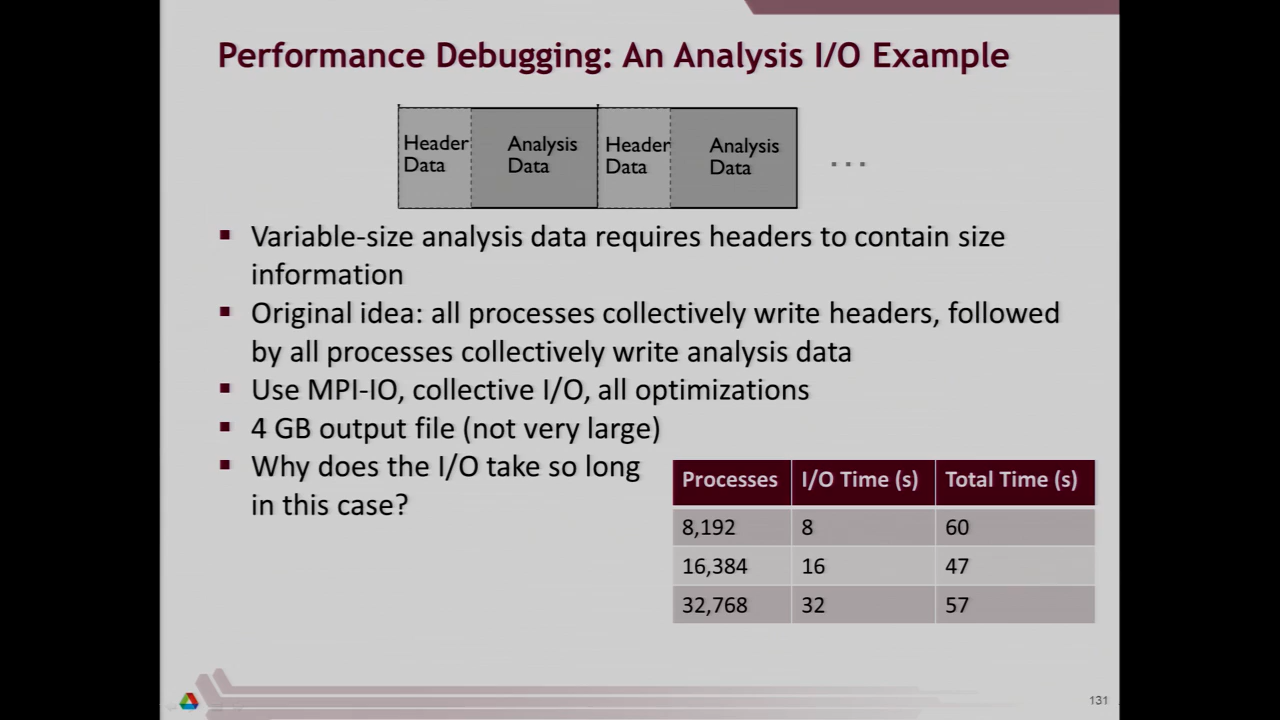 Performance Debugging: An Analysis I/O Example
Header Analysis Header Analysis
Data Data Data Data
...
▪ Variable-size analysis data requires headers to contain size
information
▪ Original idea: all processes collectively write headers, followed
by all processes collectively write analysis data
▪ Use MPI-IO, collective I/O, all optimizations
▪ 4 GB output file (not very large)
▪ Why does the I/O take so long
in this case?
Processes I/O Time (s) Total Time (s)
8,192 8 60
16,384 16 47
32,768 32 57
131